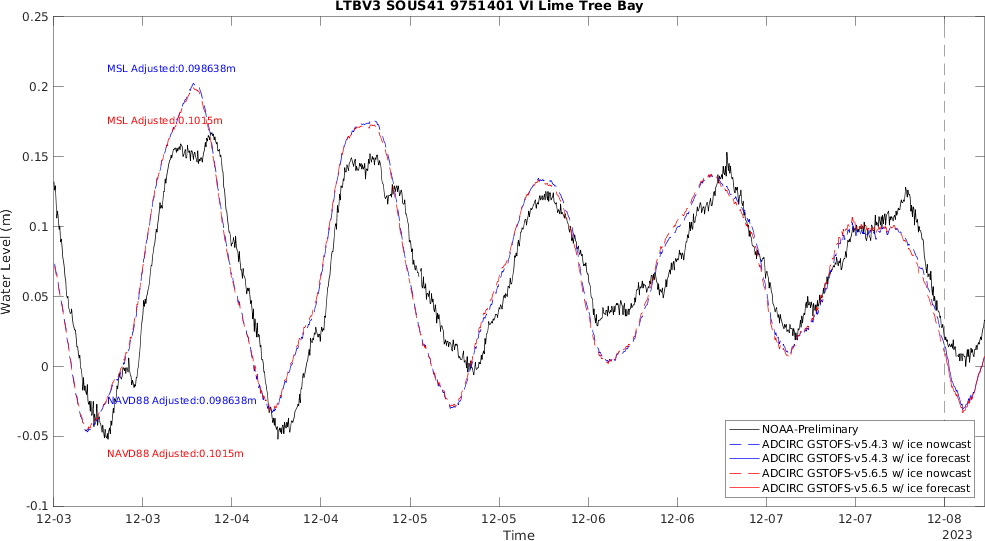 LTBV3 SOUS41 9751401 VI Lime Tree Bay
0.25
0.2
0.15
0.1
0.05
0
-0.05
-0.1
Water Level (m)
MSL Adjusted:0.098638m
MSL Adjusted:0.1015m
NAVD88 Adjusted:0.098638m
NAVD88 Adjusted:0.1015m
NOAA-Preliminary
ADCIRC GSTOFS-v5.4.3 w/ ice nowcast
ADCIRC GSTOFS-v5.4.3 w/ ice forecast
ADCIRC GSTOFS-v5.6.5 w/ ice nowcast
ADCIRC GSTOFS-v5.6.5 w/ ice forecast
12-03 12-03 12-04 12-04 12-05 12-05 12-06 12-06 12-07 12-07 12-08
2023
Time